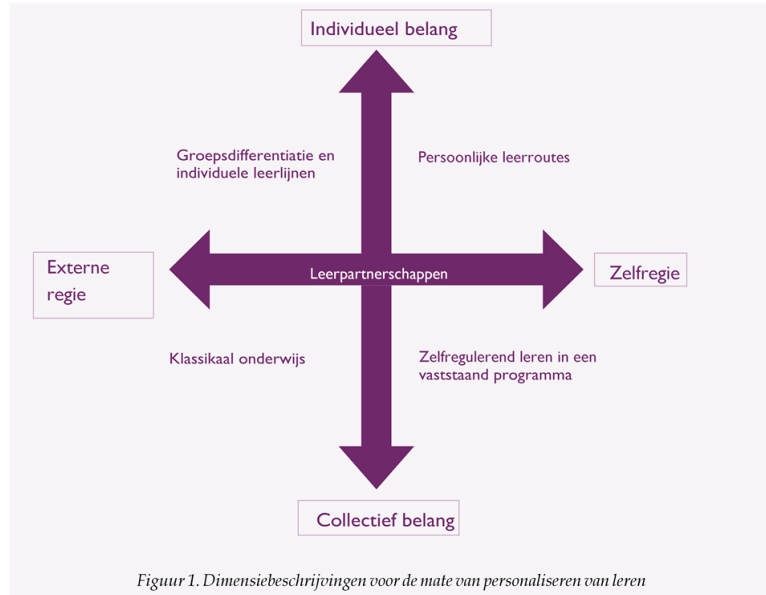 Individueel belang
Groepsdifferentiatie en
individuele leerlijnen
Persoonlijke leerroutes
Externe
regie
Leerpartnerschappen
Zelfregie
Klassikaal onderwijs
Zelfregulerend leren in een
vaststaand programma
Collectief belang
Figuur 1. Dimensiebeschrijvingen voor de mate van personaliseren van leren